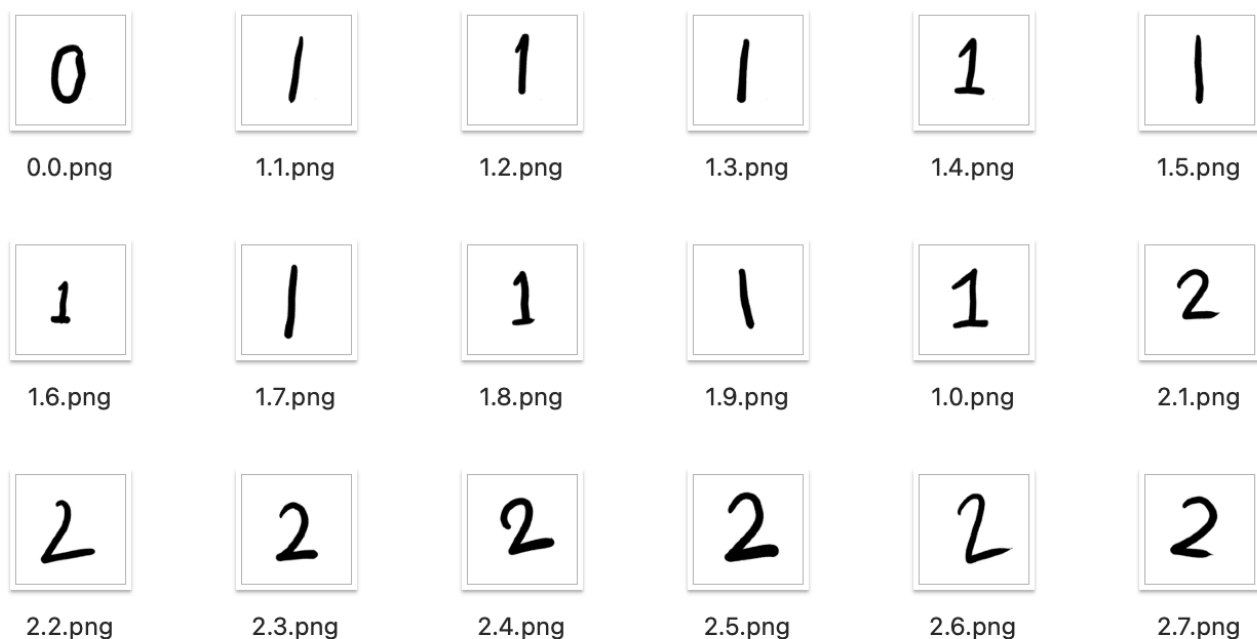 0 1 1 1 1 1
0.0.png 1.1.png 1.2.png 1.3.png 1.4.png 1.5.png
1 1 1 1 1 2
1.6.png 1.7.png 1.8.png 1.9.png 1.0.png 2.1.png
2 2 2 2 2 2
2.2.png 2.3.png 2.4.png 2.5.png 2.6.png 2.7.png